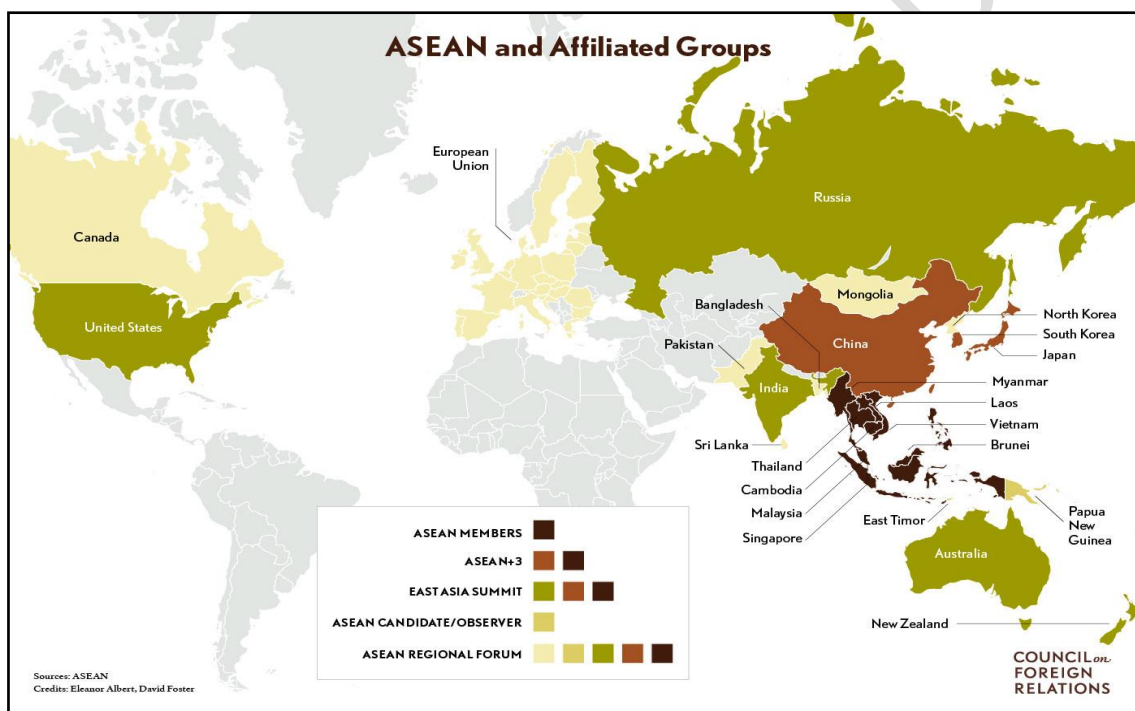 ASEAN and Affiliated Groups
European
Union
Russia
Canada
United States
Mongolia
Bangladesh
North Korea
South Korea
Japan
China
Pakistan
India
Myanmar
Laos
Vietnam
Brunei
Sri Lanka
Thailand
Cambodia
Malaysia
Singapore
East Timor
Papua
New
Guinea
Australia
New Zealand
ASEAN MEMBERS
ASEAN+3
EAST ASIA SUMMIT
ASEAN CANDIDATE/OBSERVER
ASEAN REGIONAL FORUM
Sources: ASEAN
Credits: Eleanor Albert, David Foster
COUNCIL on
FOREIGN
RELATIONS